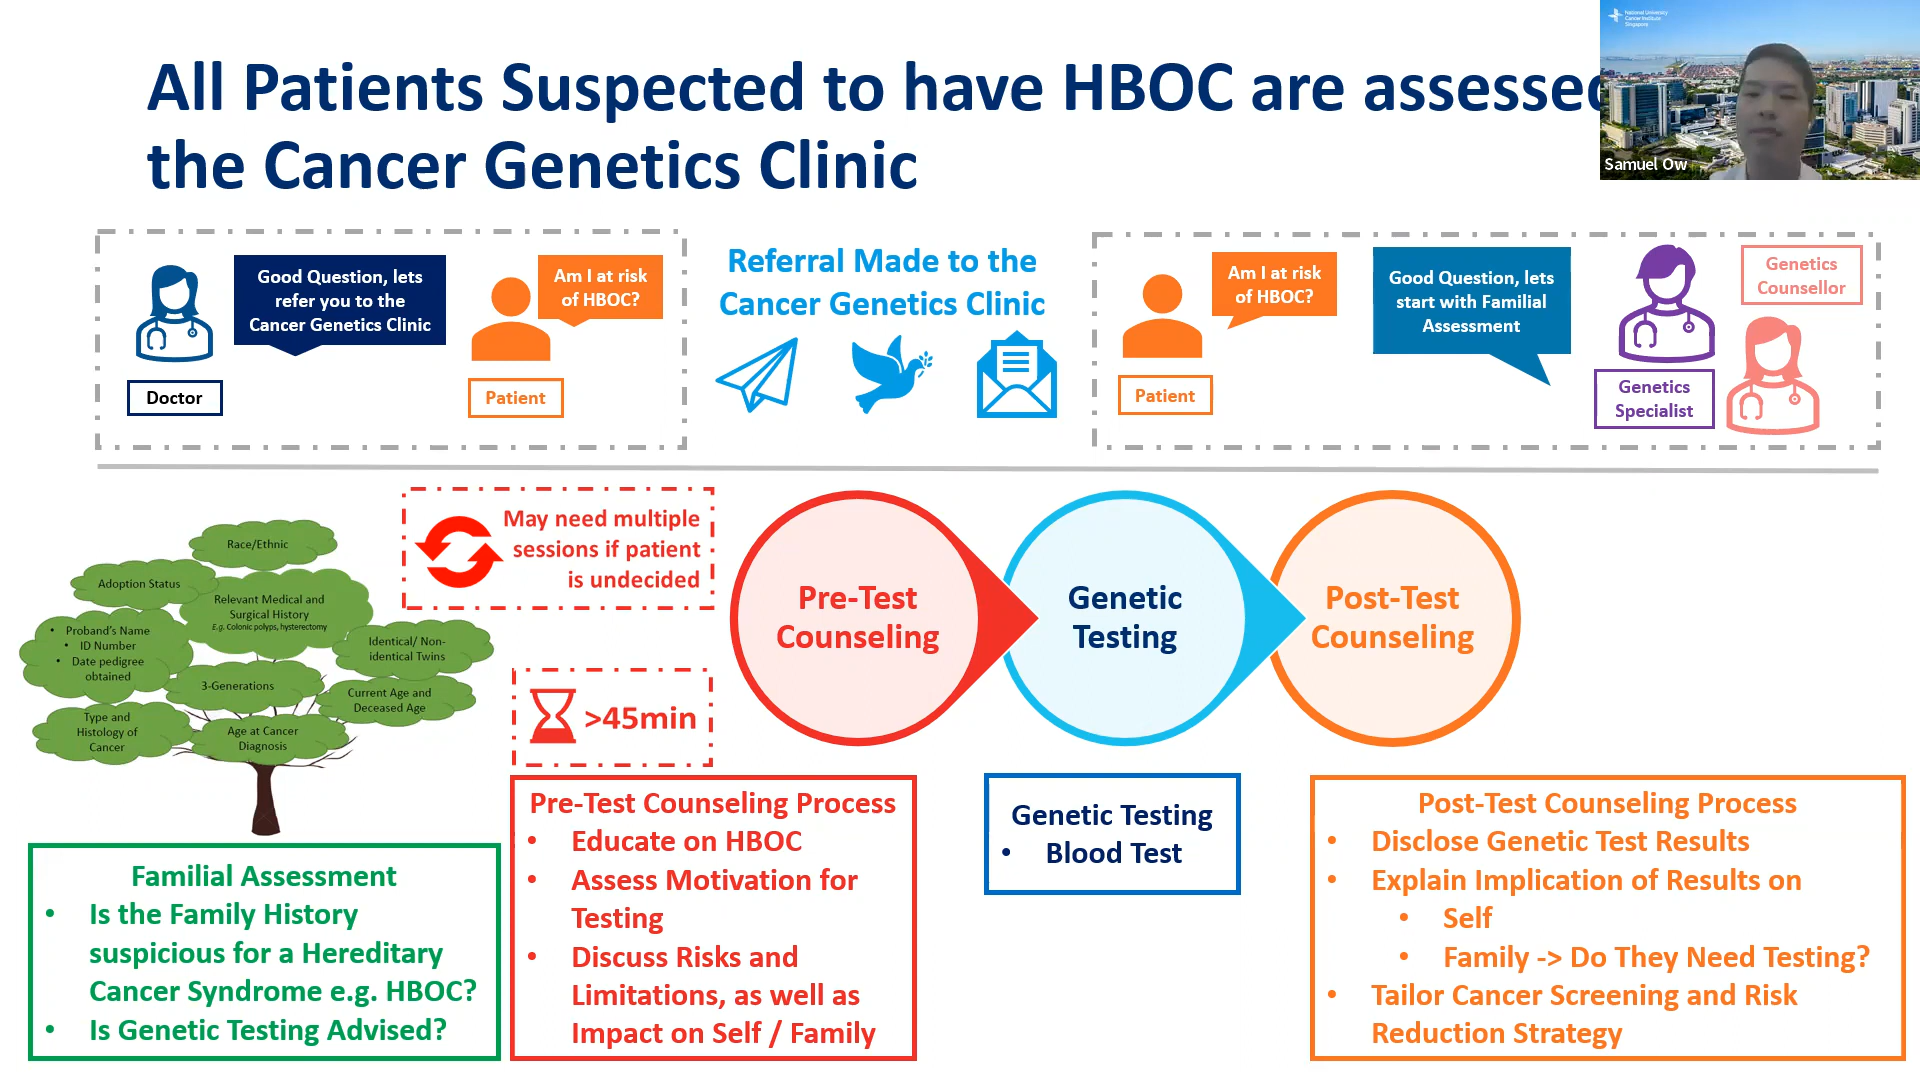 National University
Cancer Institute
Singapore
Samuel Ow
All Patients Suspected to have HBOC are assessed
the Cancer Genetics Clinic
Good Question, lets
refer you to the
Cancer Genetics Clinic
Am I at risk
of HBOC?
Doctor
Patient
Referral Made to the
Cancer Genetics Clinic
Am I at risk
of HBOC?
Good Question, lets
start with Familial
Assessment
Genetics
Counsellor
Patient
Genetics
Specialist
Race/Ethnic
Adoption Status
Relevant Medical and
Surgical History
E.g. Colonic polyps, hysterectomy
• Proband's Name
• ID Number
• Date pedigree
obtained
Identical/ Non-
identical Twins
3-Generations
Current Age and
Deceased Age
Type and
Histology of
Cancer
Age at Cancer
Diagnosis
May need multiple
sessions if patient
is undecided
>45min
Pre-Test
Counseling
Genetic
Testing
Post-Test
Counseling
Familial Assessment
• Is the Family History
suspicious for a Hereditary
Cancer Syndrome e.g. HBOC?
• Is Genetic Testing Advised?
Pre-Test Counseling Process
• Educate on HBOC
• Assess Motivation for
Testing
• Discuss Risks and
Limitations, as well as
Impact on Self / Family
Genetic Testing
• Blood Test
Post-Test Counseling Process
• Disclose Genetic Test Results
• Explain Implication of Results on
• Self
• Family -> Do They Need Testing?
• Tailor Cancer Screening and Risk
Reduction Strategy